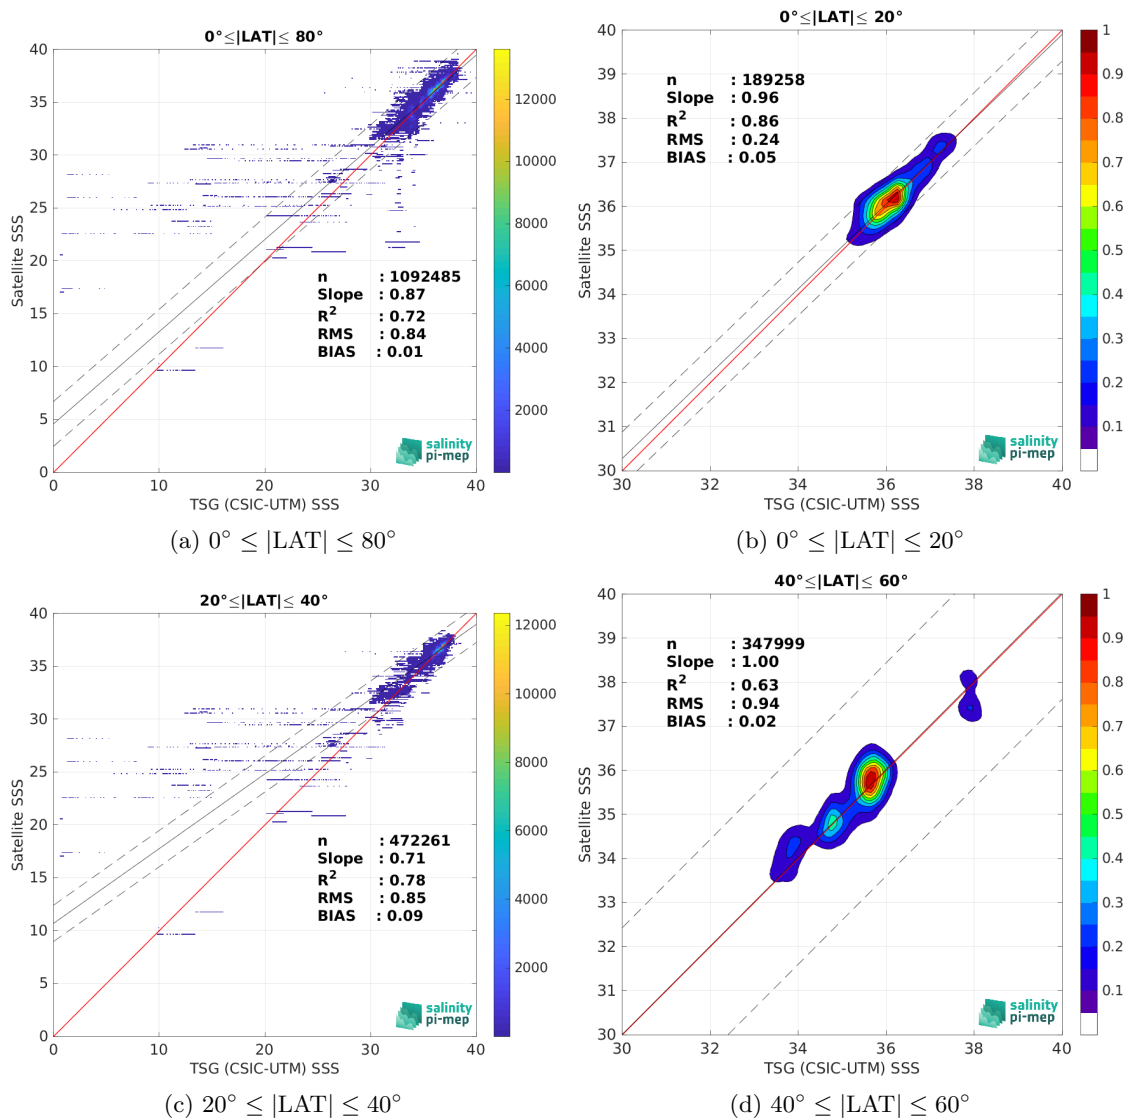 0°≤|LAT|≤ 80°
40
35
30
25
20
15
10
5
0
Satellite SSS
0
10
20
30
40
TSG (CSIC-UTM) SSS
n : 1092485
Slope : 0.87
R² : 0.72
RMS : 0.84
BIAS : 0.01
salinity
pi-mep
12000
10000
8000
6000
4000
2000
(a) 0° ≤ |LAT| ≤ 80°
0°≤|LAT|≤ 20°
40
39
38
37
36
35
34
33
32
31
30
Satellite SSS
30
32
34
36
38
40
TSG (CSIC-UTM) SSS
n : 189258
Slope : 0.96
R² : 0.86
RMS : 0.24
BIAS : 0.05
salinity
pi-mep
1
0.9
0.8
0.7
0.6
0.5
0.4
0.3
0.2
0.1
(b) 0° ≤ |LAT| ≤ 20°
20°≤|LAT|≤ 40°
40
35
30
25
20
15
10
5
0
Satellite SSS
0
10
20
30
40
TSG (CSIC-UTM) SSS
n : 472261
Slope : 0.71
R² : 0.78
RMS : 0.85
BIAS : 0.09
salinity
pi-mep
12000
10000
8000
6000
4000
2000
(c) 20° ≤ |LAT| ≤ 40°
40°≤|LAT|≤ 60°
40
39
38
37
36
35
34
33
32
31
30
Satellite SSS
30
32
34
36
38
40
TSG (CSIC-UTM) SSS
n : 347999
Slope : 1.00
R² : 0.63
RMS : 0.94
BIAS : 0.02
salinity
pi-mep
1
0.9
0.8
0.7
0.6
0.5
0.4
0.3
0.2
0.1
(d) 40° ≤ |LAT| ≤ 60°